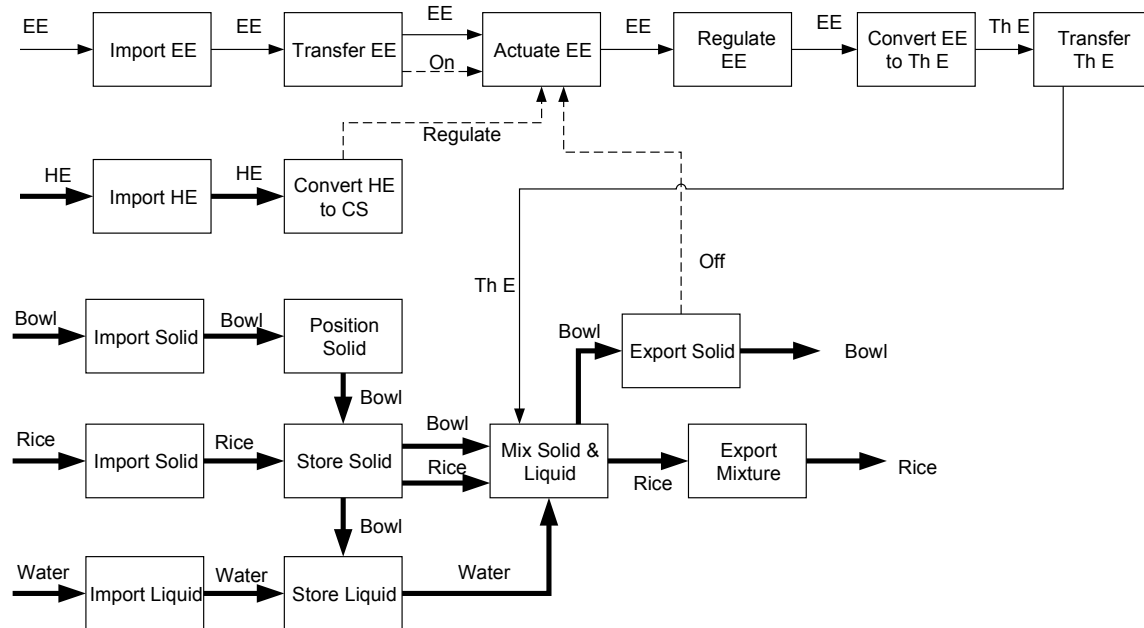 EE
EE
EE
EE
EE
Th E
Import EE
Transfer EE
Actuate EE
Regulate
EE
Convert EE
to Th E
Transfer
Th E
On
Regulate
HE
HE
Import HE
Convert HE
to CS
Off
Th E
Bowl
Bowl
Import Solid
Position
Solid
Bowl
Export Solid
Bowl
Bowl
Rice
Rice
Import Solid
Store Solid
Bowl
Rice
Mix Solid &
Liquid
Rice
Export
Mixture
Rice
Bowl
Water
Water
Import Liquid
Store Liquid
Water